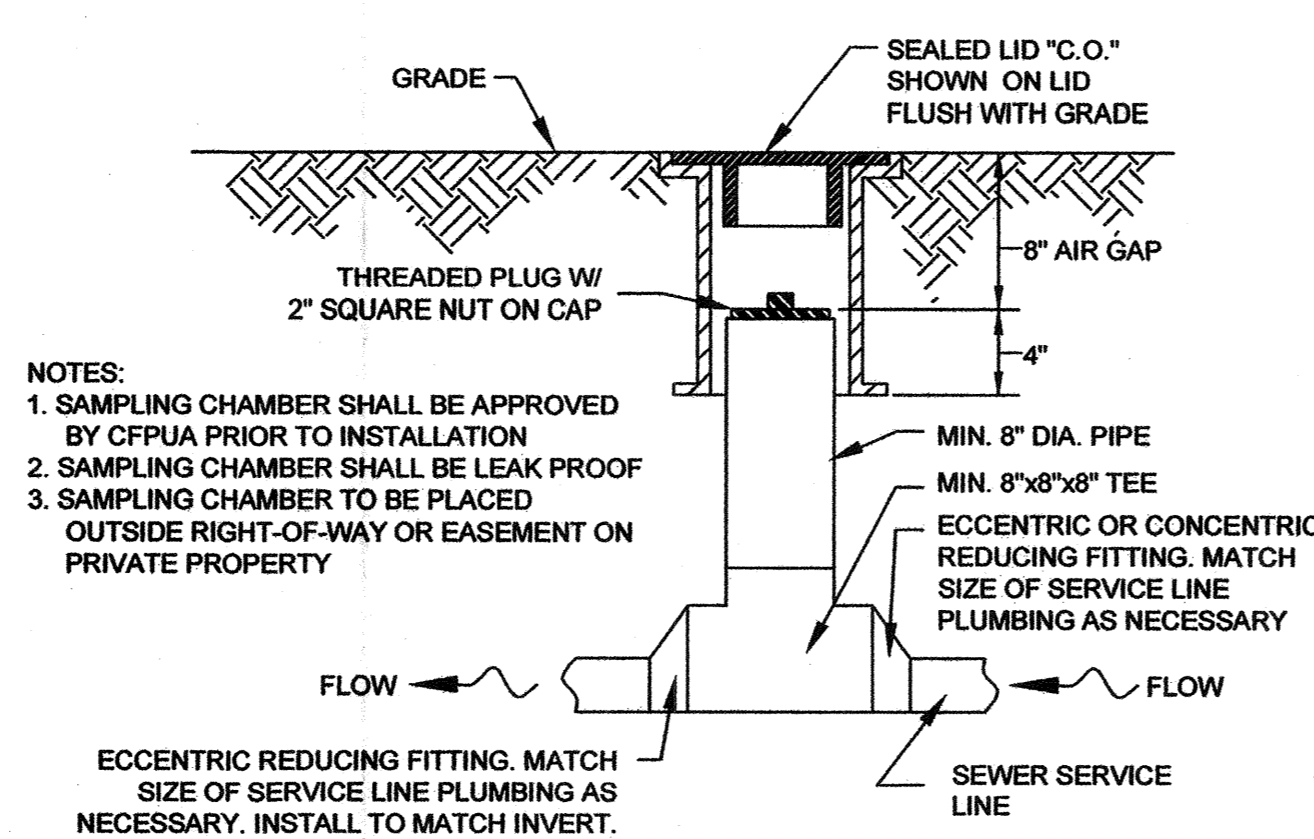 GRADE
SEALED LID "C.O."
SHOWN ON LID
FLUSH WITH GRADE
8" AIR GAP
THREADED PLUG W/
2" SQUARE NUT ON CAP
4"
NOTES:
1. SAMPLING CHAMBER SHALL BE APPROVED
BY CFPUA PRIOR TO INSTALLATION
2. SAMPLING CHAMBER SHALL BE LEAK PROOF
3. SAMPLING CHAMBER TO BE PLACED
OUTSIDE RIGHT-OF-WAY OR EASEMENT ON
PRIVATE PROPERTY
MIN. 8" DIA. PIPE
MIN. 8"x8"x8" TEE
ECCENTRIC OR CONCENTRIC
REDUCING FITTING. MATCH
SIZE OF SERVICE LINE
PLUMBING AS NECESSARY
FLOW
FLOW
ECCENTRIC REDUCING FITTING. MATCH
SIZE OF SERVICE LINE PLUMBING AS
NECESSARY. INSTALL TO MATCH INVERT.
SEWER SERVICE
LINE